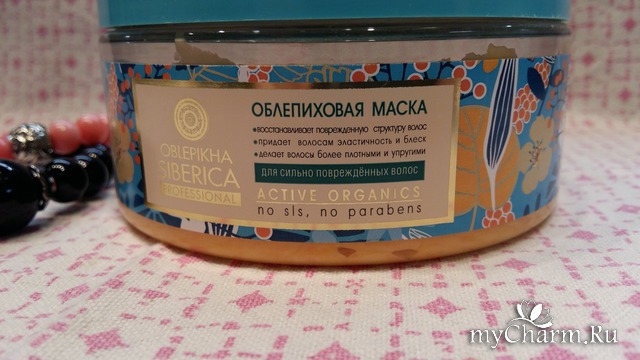 OBLEPIKHA
SIBERICA
PROFESSIONAL
ОБЛЕПИХОВАЯ МАСКА
•восстанавливает повреждённую структуру волос
•придает волосам эластичность и блеск
•делает волосы более плотными и упругими
ДЛЯ СИЛЬНО ПОВРЕЖДЁННЫХ ВОЛОС
ACTIVE ORGANICS
no sls, no parabens
myCharm.Ru